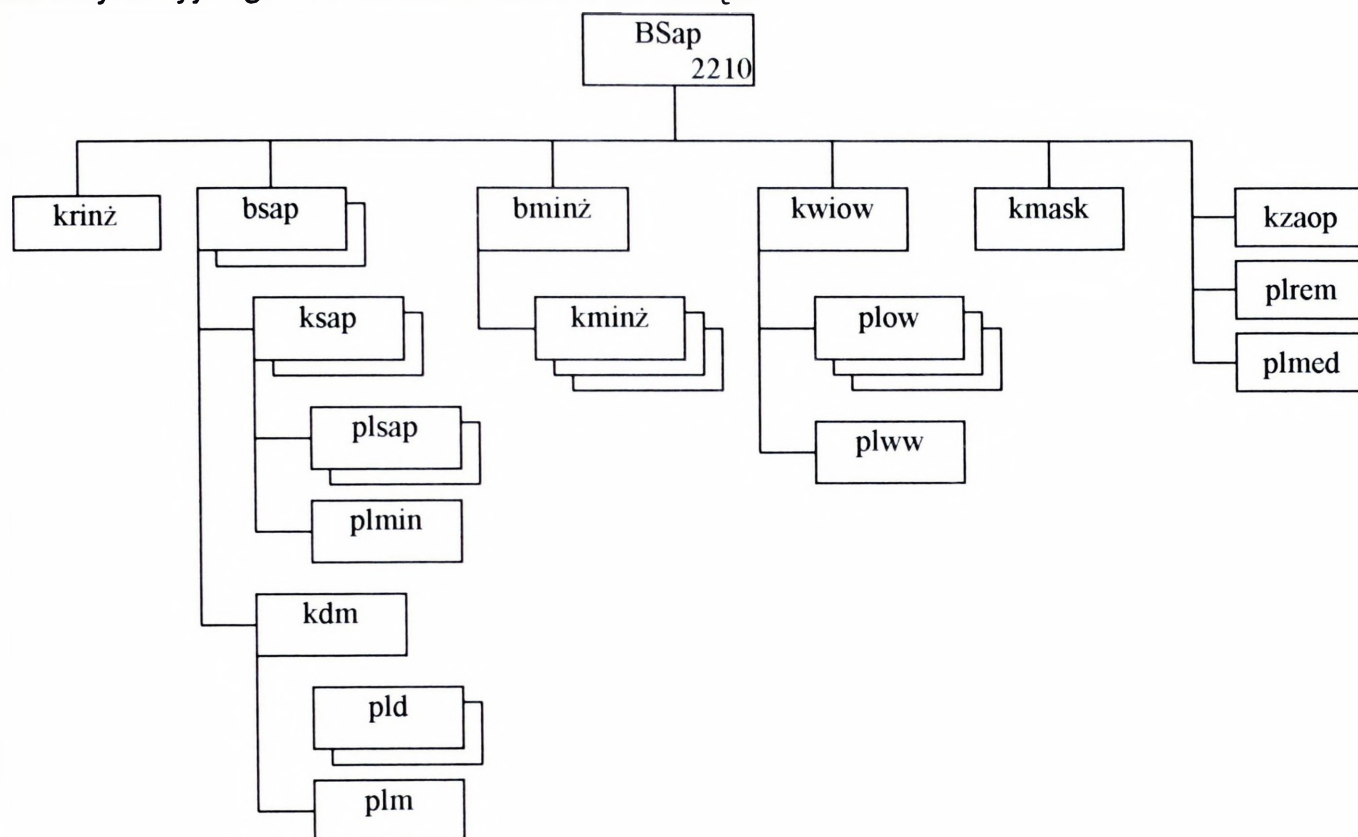 BSap
2210
krinż
bsap
bminż
kwiow
kmask
kzaop
ksap
kminż
plow
plrem
plmed
plsap
plww
plmin
kdm
pld
plm